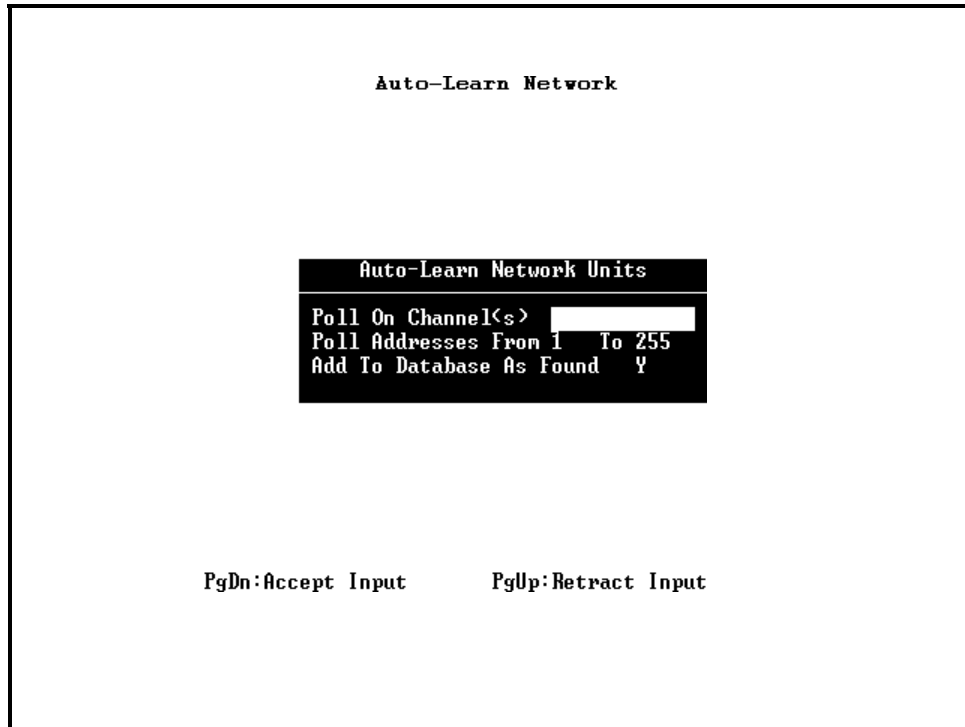 Auto-Learn Network
Auto-Learn Network Units
Poll On Channel(s)
Poll Addresses From 1 To 255
Add To Database As Found Y
PgDn:Accept Input PgUp:Retract Input